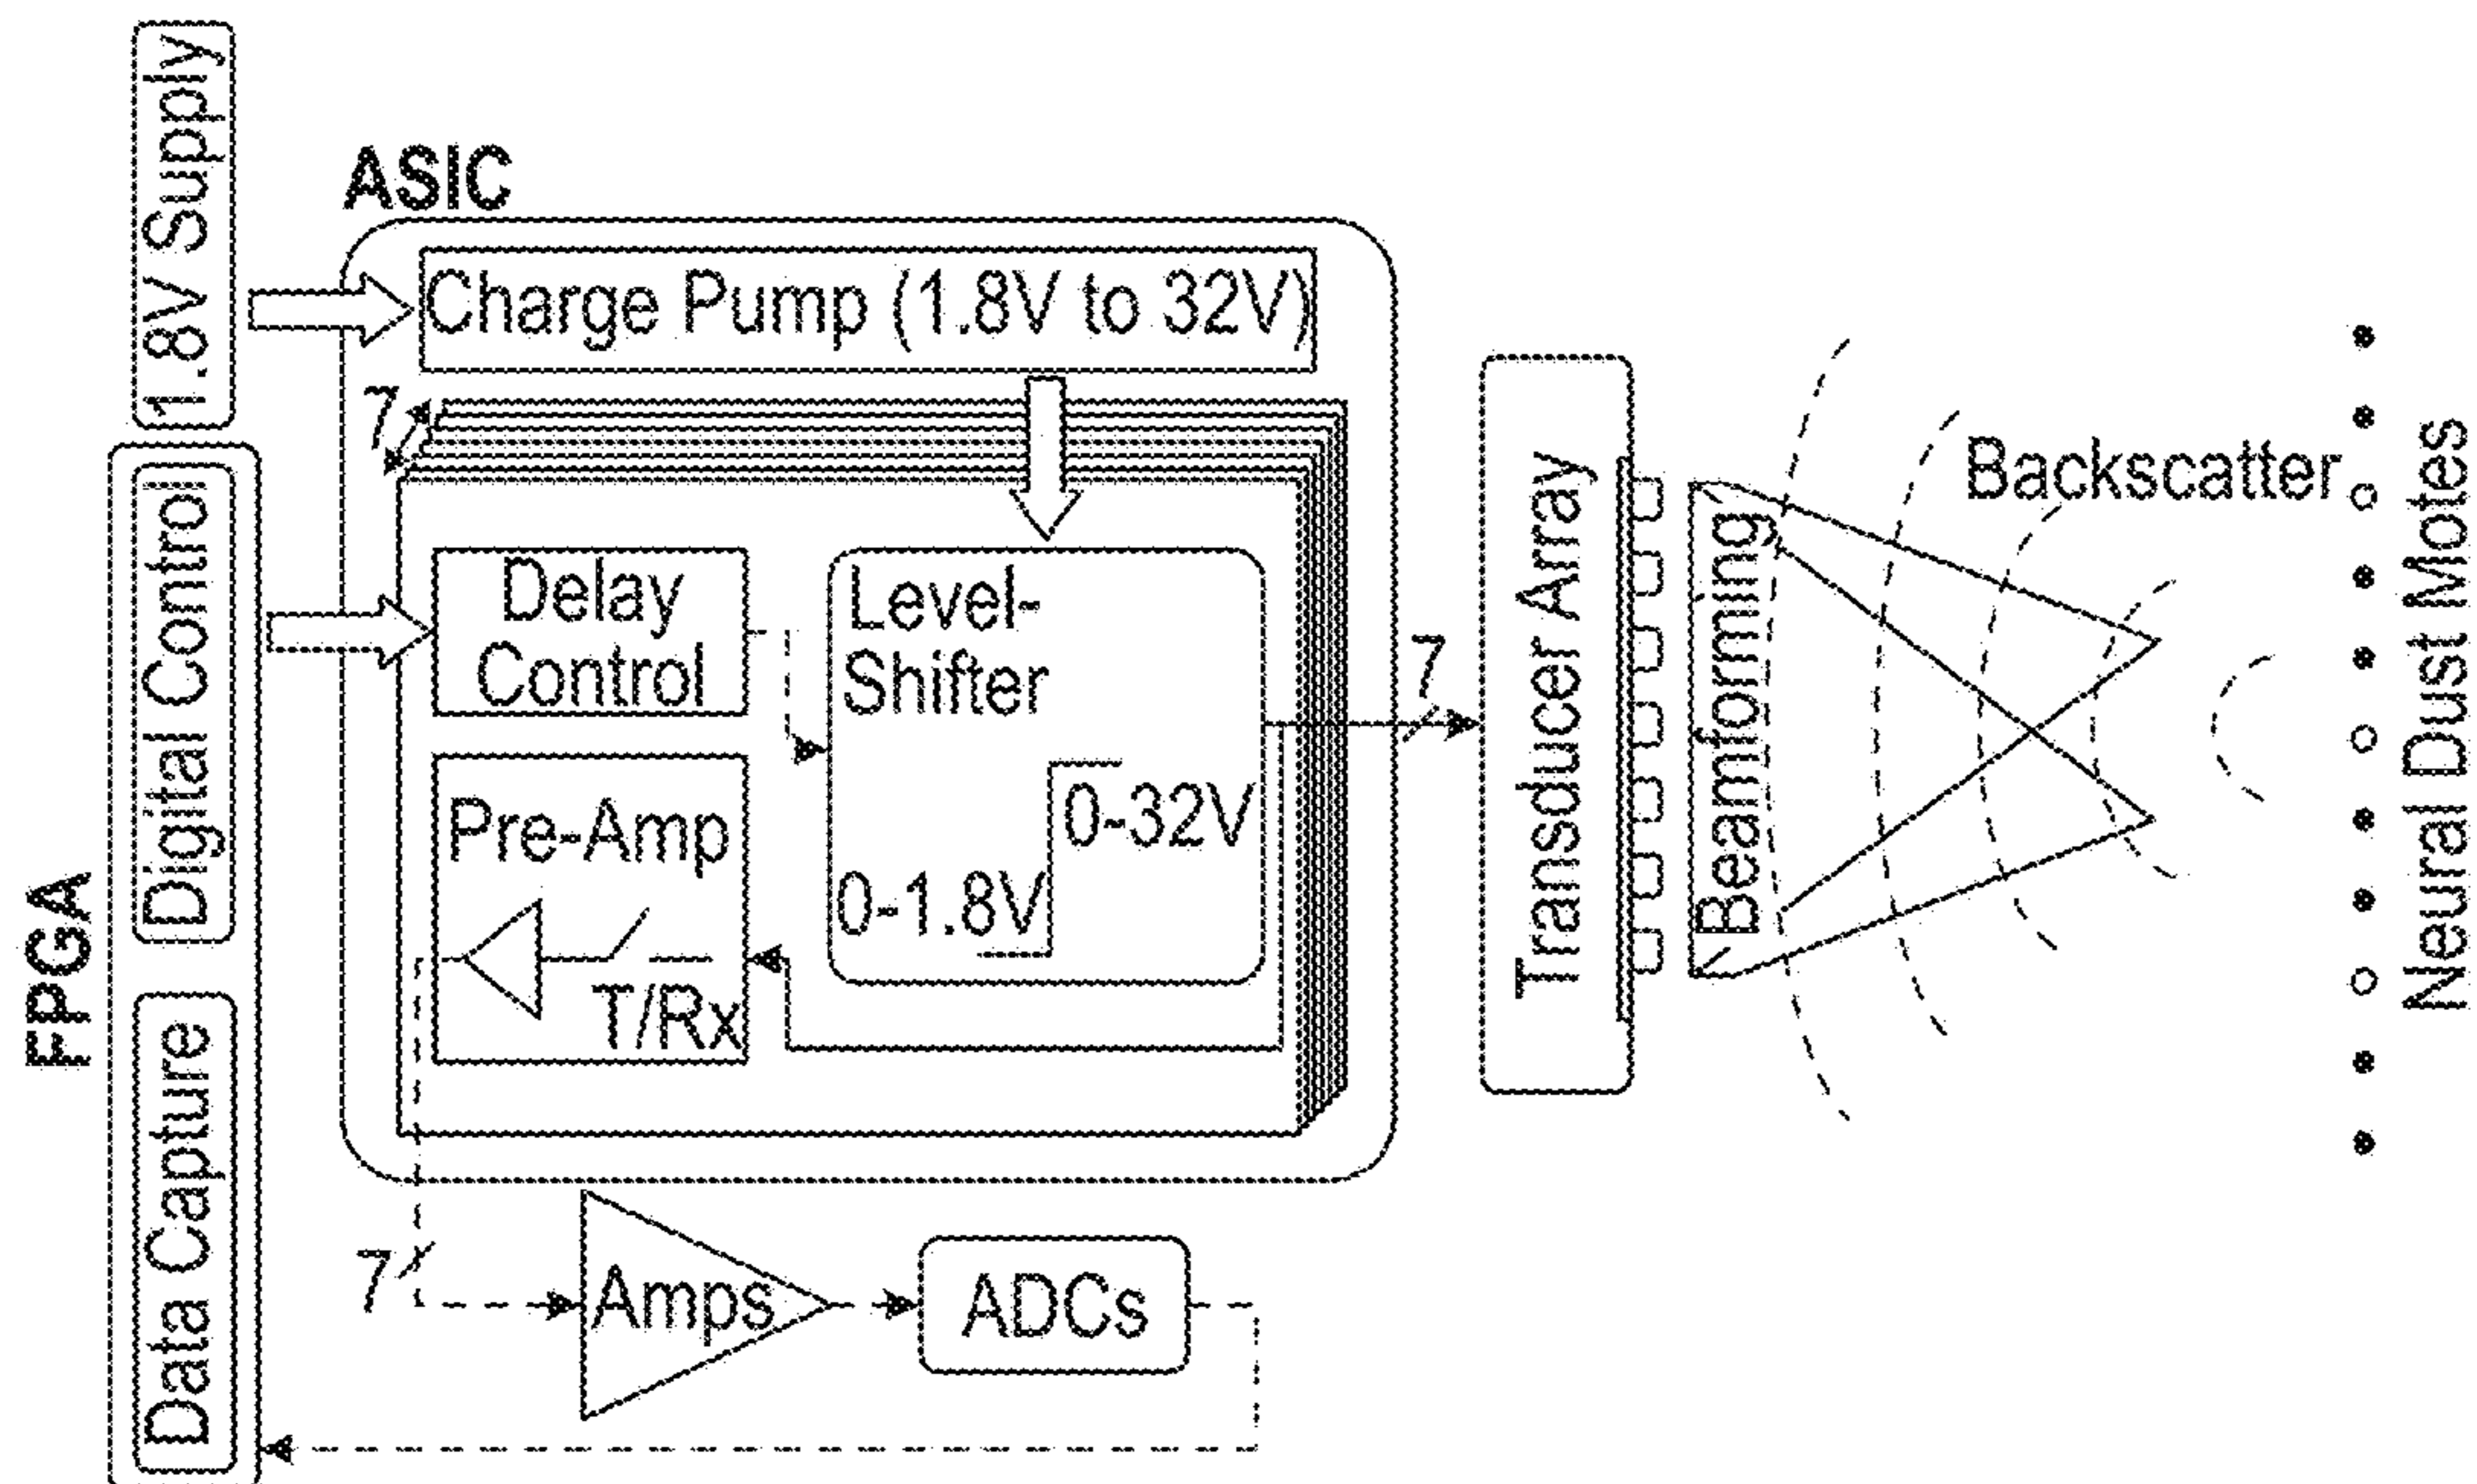 1.8V Supply
ASIC
Charge Pump (1.8V to 32V)
7
FPGA
Digital Control
Data Capture
Delay
Control
Level-
Shifter
0-32V
0-1.8V
Pre-Amp
T/Rx
7
7
Amps
ADCs
Transducer Array
Beamforming
Backscatter
Neural Dust Motes